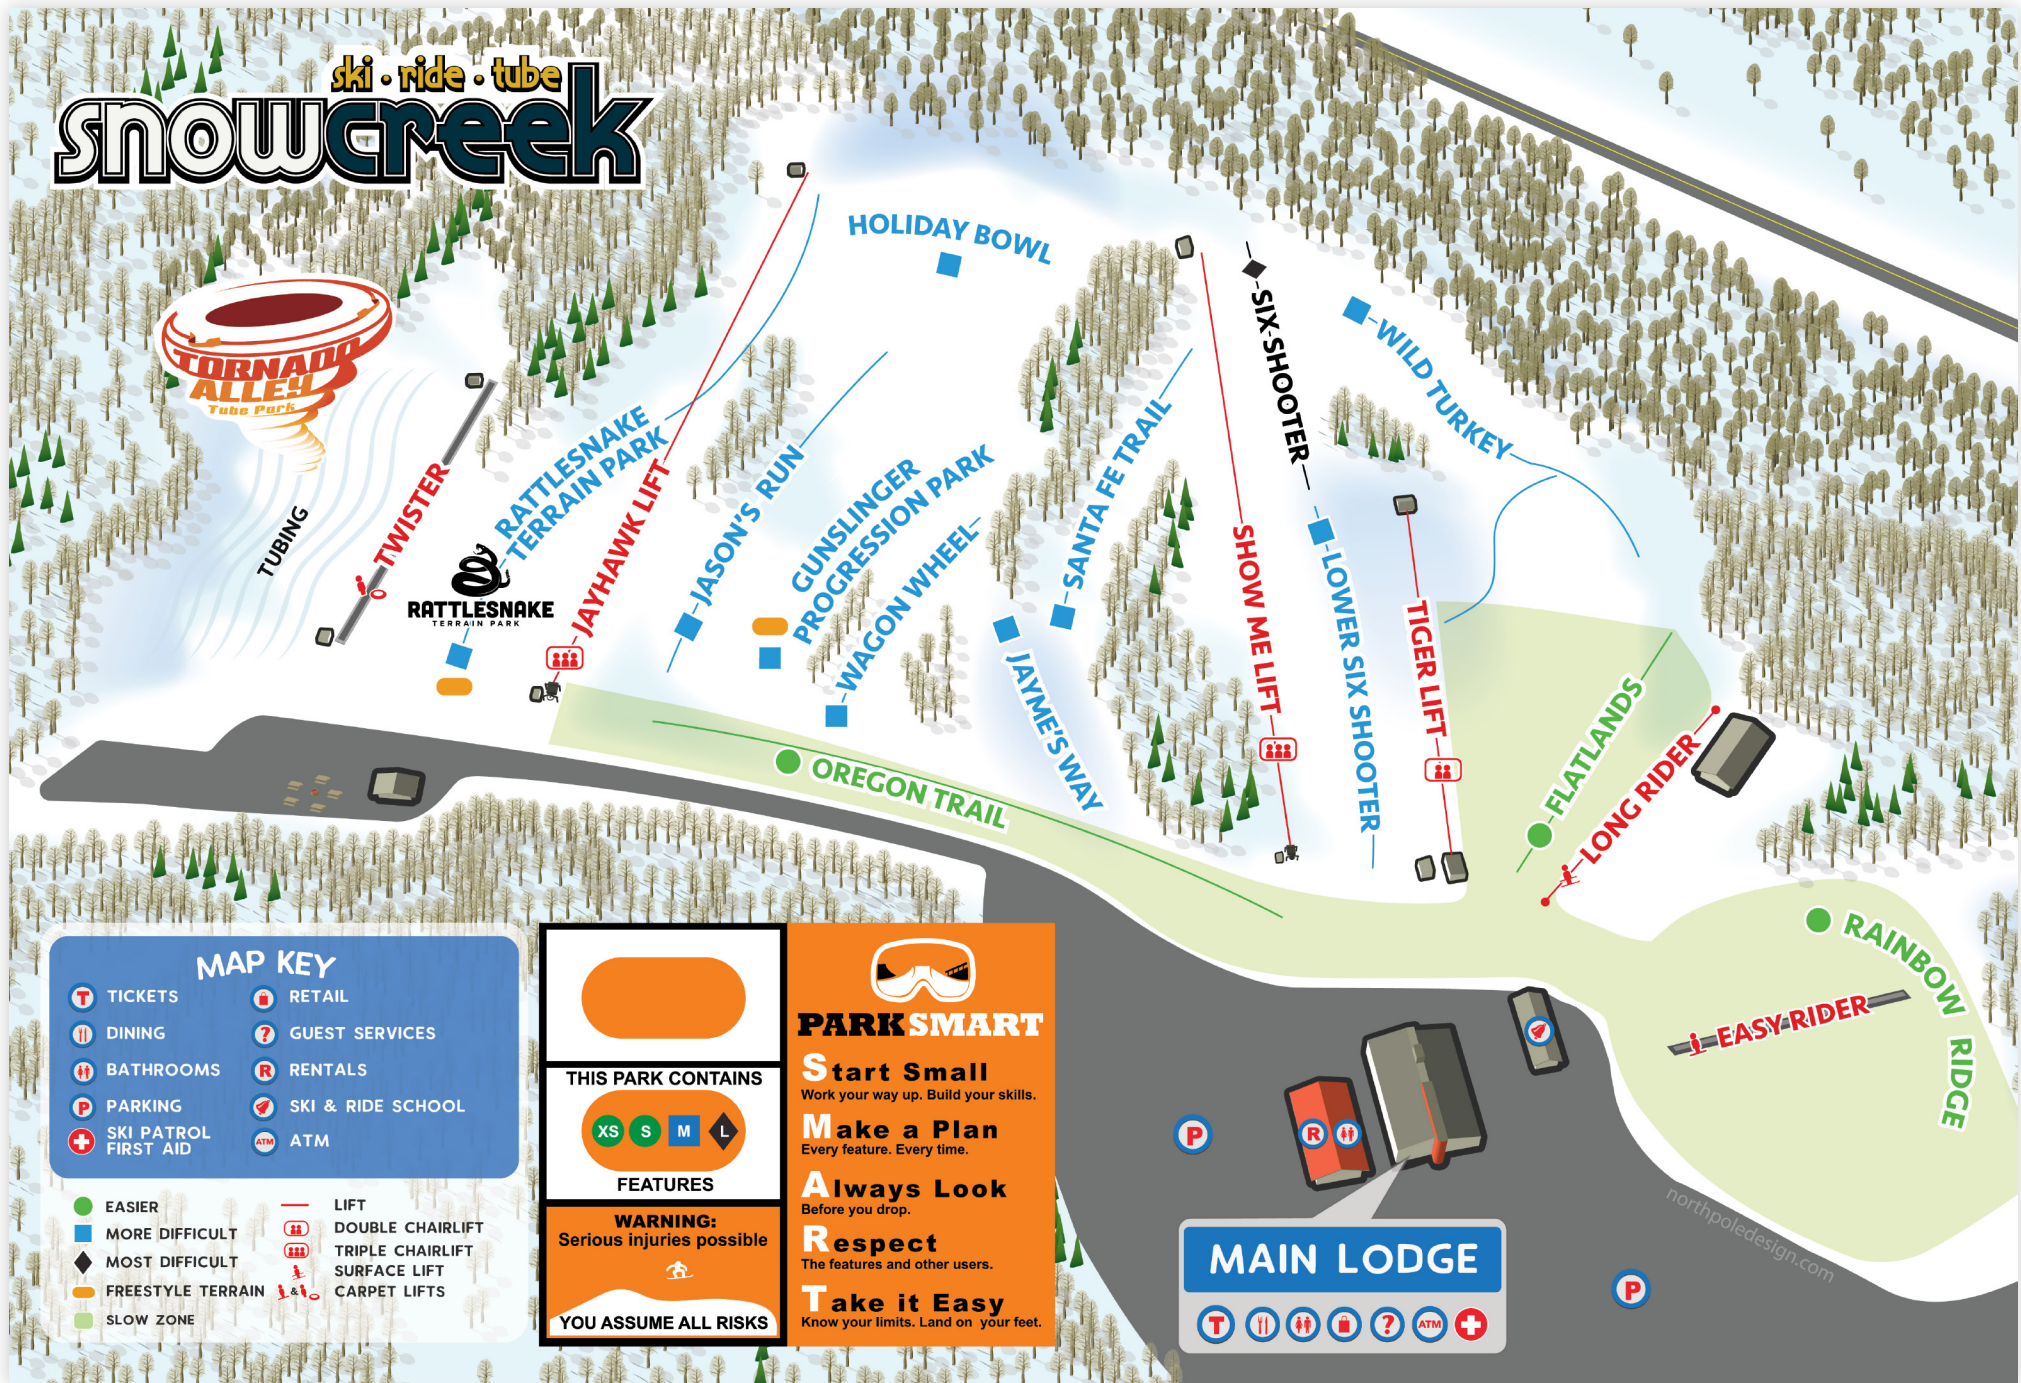 ski · ride · tube
snowcreek
HOLIDAY BOWL
TORNADO
ALLEY
Tube Park
TUBING
TWISTER
RATTLESNAKE
TERRAIN PARK
RATTLESNAKE
TERRAIN PARK
JAYHAWK LIFT
JASON'S RUN
GUNSLINGER
PROGRESSION PARK
WAGON WHEEL
SANTA FE TRAIL
JAYME'S WAY
SIX-SHOOTER
WILD TURKEY
SHOW ME LIFT
LOWER SIX SHOOTER
TIGER LIFT
FLATLANDS
LONG RIDER
OREGON TRAIL
RAINBOW RIDGE
EASY RIDER
MAP KEY
T TICKETS
DINING
BATHROOMS
P PARKING
SKI PATROL
FIRST AID
RETAIL
? GUEST SERVICES
R RENTALS
SKI & RIDE SCHOOL
ATM ATM
EASIER
MORE DIFFICULT
MOST DIFFICULT
FREESTYLE TERRAIN
SLOW ZONE
LIFT
DOUBLE CHAIRLIFT
TRIPLE CHAIRLIFT
SURFACE LIFT
& CARPET LIFTS
THIS PARK CONTAINS
XS S M L
FEATURES
WARNING:
Serious injuries possible
YOU ASSUME ALL RISKS
PARK SMART
Start Small
Work your way up. Build your skills.
Make a Plan
Every feature. Every time.
Always Look
Before you drop.
Respect
The features and other users.
Take it Easy
Know your limits. Land on your feet.
P
R
MAIN LODGE
T ? ATM
P
northpoledesign.com